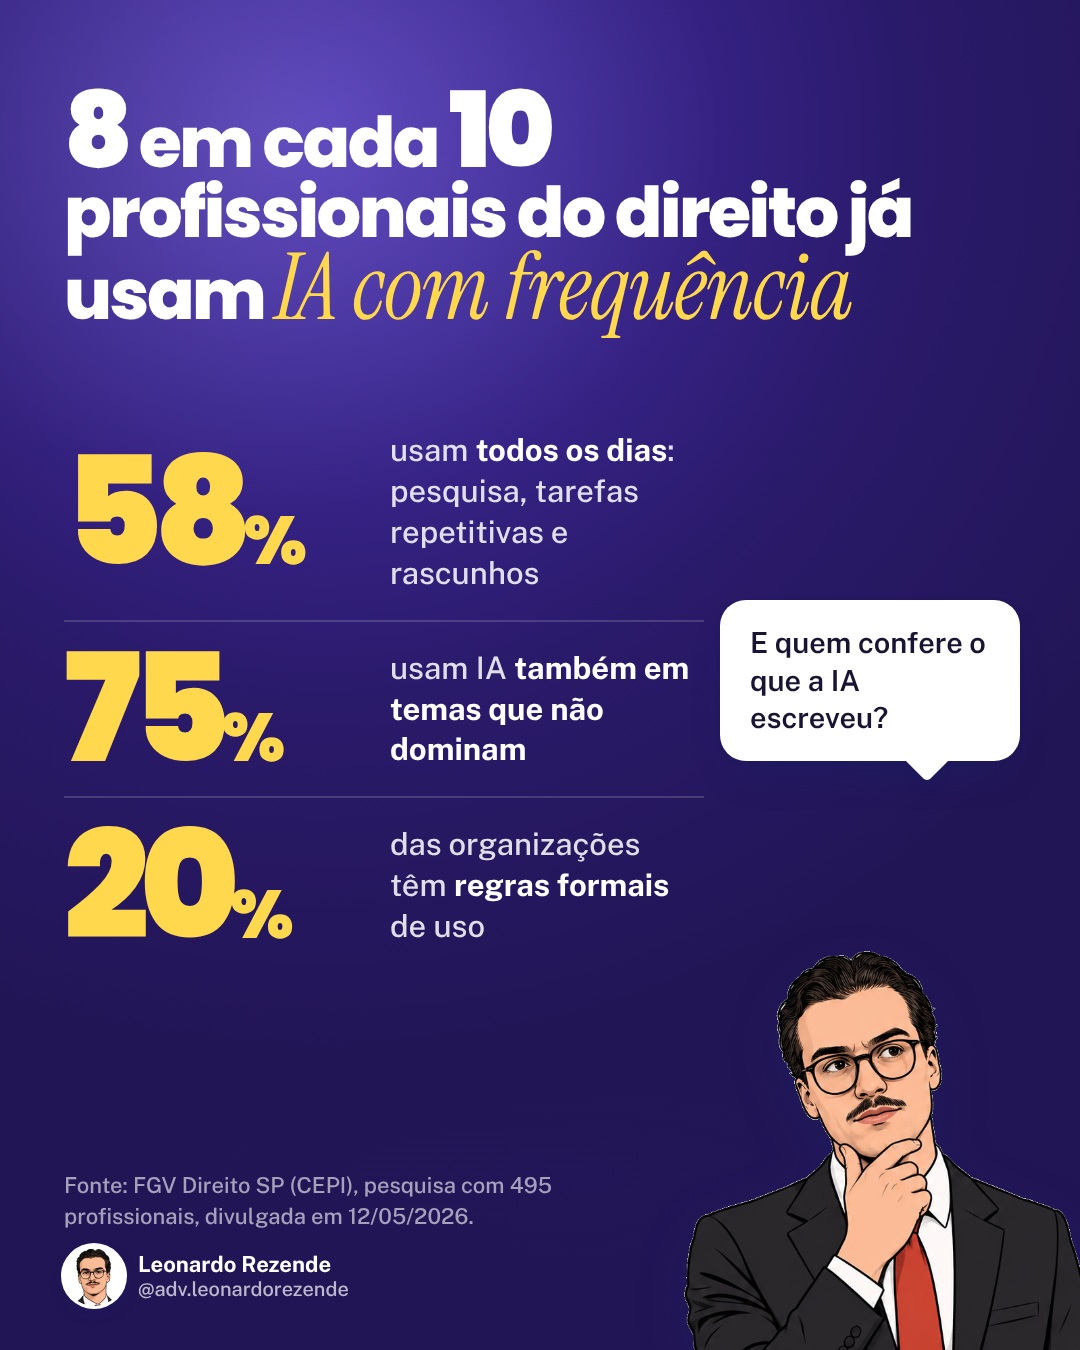 8 em cada 10
profissionais do direito já
usam IA com frequência
58%
usam todos os dias:
pesquisa, tarefas
repetitivas e
rascunhos
75%
usam IA também em
temas que não
dominam
E quem confere o
que a IA
escreveu?
20%
das organizações
têm regras formais
de uso
Fonte: FGV Direito SP (CEPI), pesquisa com 495
profissionais, divulgada em 12/05/2026.
Leonardo Rezende
@adv.leonardorezende